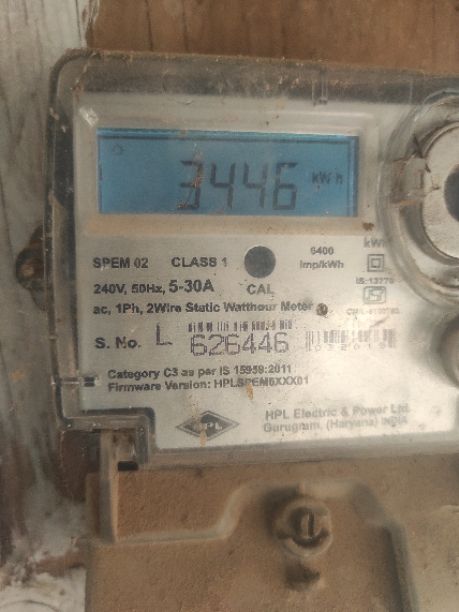 3446 kWh
SPEM 02 CLASS 1 6400 imp/kWh
kWh
240V, 50Hz, 5-30A CAL
IS:13779
ac, 1Ph, 2Wire Static Watthour Meter
S. No. L 626446
Category C3 as per IS 15959:2011
Firmware Version: HPLSPEM6XXX01
HPL
HPL Electric & Power Ltd.
Gurugram, (Haryana) INDIA